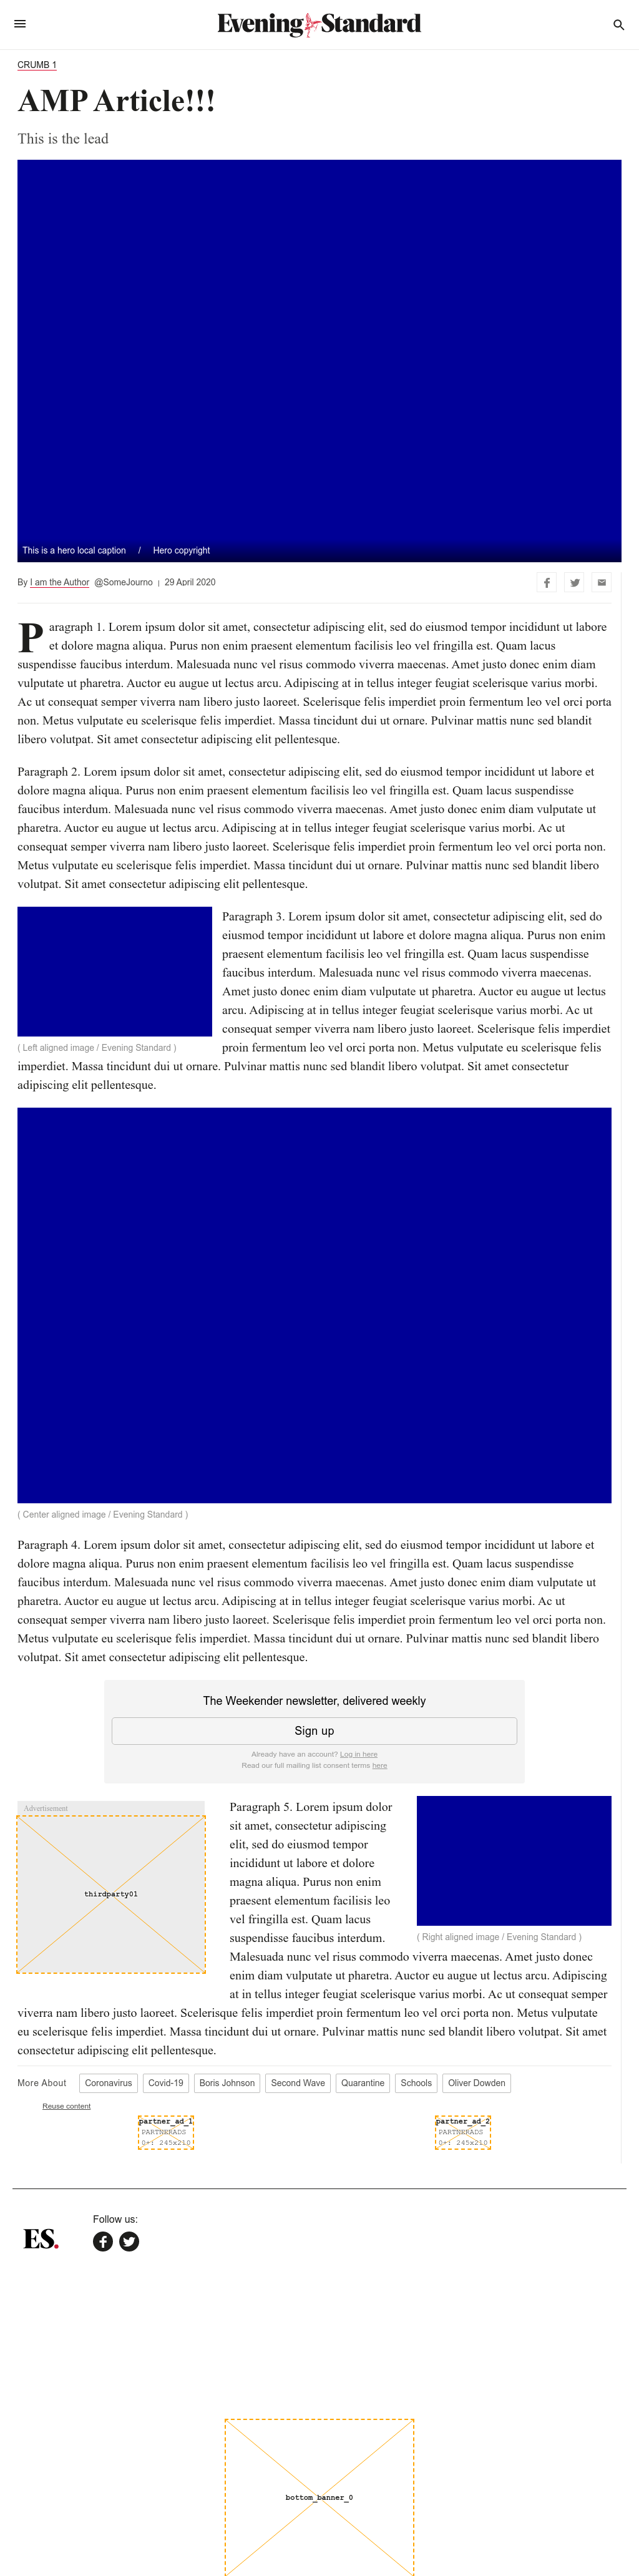 Evening Standard
CRUMB 1
AMP Article!!!
This is the lead
This is a hero local caption / Hero copyright
By I am the Author @SomeJourno | 29 April 2020
Paragraph 1. Lorem ipsum dolor sit amet, consectetur adipiscing elit, sed do eiusmod tempor incididunt ut labore
et dolore magna aliqua. Purus non enim praesent elementum facilisis leo vel fringilla est. Quam lacus
suspendisse faucibus interdum. Malesuada nunc vel risus commodo viverra maecenas. Amet justo donec enim diam
vulputate ut pharetra. Auctor eu augue ut lectus arcu. Adipiscing at in tellus integer feugiat scelerisque varius morbi.
Ac ut consequat semper viverra nam libero justo laoreet. Scelerisque felis imperdiet proin fermentum leo vel orci porta
non. Metus vulputate eu scelerisque felis imperdiet. Massa tincidunt dui ut ornare. Pulvinar mattis nunc sed blandit
libero volutpat. Sit amet consectetur adipiscing elit pellentesque.
Paragraph 2. Lorem ipsum dolor sit amet, consectetur adipiscing elit, sed do eiusmod tempor incididunt ut labore et
dolore magna aliqua. Purus non enim praesent elementum facilisis leo vel fringilla est. Quam lacus suspendisse
faucibus interdum. Malesuada nunc vel risus commodo viverra maecenas. Amet justo donec enim diam vulputate ut
pharetra. Auctor eu augue ut lectus arcu. Adipiscing at in tellus integer feugiat scelerisque varius morbi. Ac ut
consequat semper viverra nam libero justo laoreet. Scelerisque felis imperdiet proin fermentum leo vel orci porta non.
Metus vulputate eu scelerisque felis imperdiet. Massa tincidunt dui ut ornare. Pulvinar mattis nunc sed blandit libero
volutpat. Sit amet consectetur adipiscing elit pellentesque.
( Left aligned image / Evening Standard )
Paragraph 3. Lorem ipsum dolor sit amet, consectetur adipiscing elit, sed do
eiusmod tempor incididunt ut labore et dolore magna aliqua. Purus non enim
praesent elementum facilisis leo vel fringilla est. Quam lacus suspendisse
faucibus interdum. Malesuada nunc vel risus commodo viverra maecenas.
Amet justo donec enim diam vulputate ut pharetra. Auctor eu augue ut lectus
arcu. Adipiscing at in tellus integer feugiat scelerisque varius morbi. Ac ut
consequat semper viverra nam libero justo laoreet. Scelerisque felis imperdiet
proin fermentum leo vel orci porta non. Metus vulputate eu scelerisque felis
imperdiet. Massa tincidunt dui ut ornare. Pulvinar mattis nunc sed blandit libero volutpat. Sit amet consectetur
adipiscing elit pellentesque.
( Center aligned image / Evening Standard )
Paragraph 4. Lorem ipsum dolor sit amet, consectetur adipiscing elit, sed do eiusmod tempor incididunt ut labore et
dolore magna aliqua. Purus non enim praesent elementum facilisis leo vel fringilla est. Quam lacus suspendisse
faucibus interdum. Malesuada nunc vel risus commodo viverra maecenas. Amet justo donec enim diam vulputate ut
pharetra. Auctor eu augue ut lectus arcu. Adipiscing at in tellus integer feugiat scelerisque varius morbi. Ac ut
consequat semper viverra nam libero justo laoreet. Scelerisque felis imperdiet proin fermentum leo vel orci porta non.
Metus vulputate eu scelerisque felis imperdiet. Massa tincidunt dui ut ornare. Pulvinar mattis nunc sed blandit libero
volutpat. Sit amet consectetur adipiscing elit pellentesque.
The Weekender newsletter, delivered weekly
Sign up
Already have an account? Log in here
Read our full mailing list consent terms here
Advertisement
thirdparty01
( Right aligned image / Evening Standard )
Paragraph 5. Lorem ipsum dolor
sit amet, consectetur adipiscing
elit, sed do eiusmod tempor
incididunt ut labore et dolore
magna aliqua. Purus non enim
praesent elementum facilisis leo
vel fringilla est. Quam lacus
suspendisse faucibus interdum.
Malesuada nunc vel risus commodo viverra maecenas. Amet justo donec
enim diam vulputate ut pharetra. Auctor eu augue ut lectus arcu. Adipiscing
at in tellus integer feugiat scelerisque varius morbi. Ac ut consequat semper
viverra nam libero justo laoreet. Scelerisque felis imperdiet proin fermentum leo vel orci porta non. Metus vulputate
eu scelerisque felis imperdiet. Massa tincidunt dui ut ornare. Pulvinar mattis nunc sed blandit libero volutpat. Sit amet
consectetur adipiscing elit pellentesque.
More About Coronavirus Covid-19 Boris Johnson Second Wave Quarantine Schools Oliver Dowden
Reuse content
partner_ad_1
PARTNERADS
0+: 245x210
partner_ad_2
PARTNERADS
0+: 245x210
ES.
Follow us:
bottom_banner_0